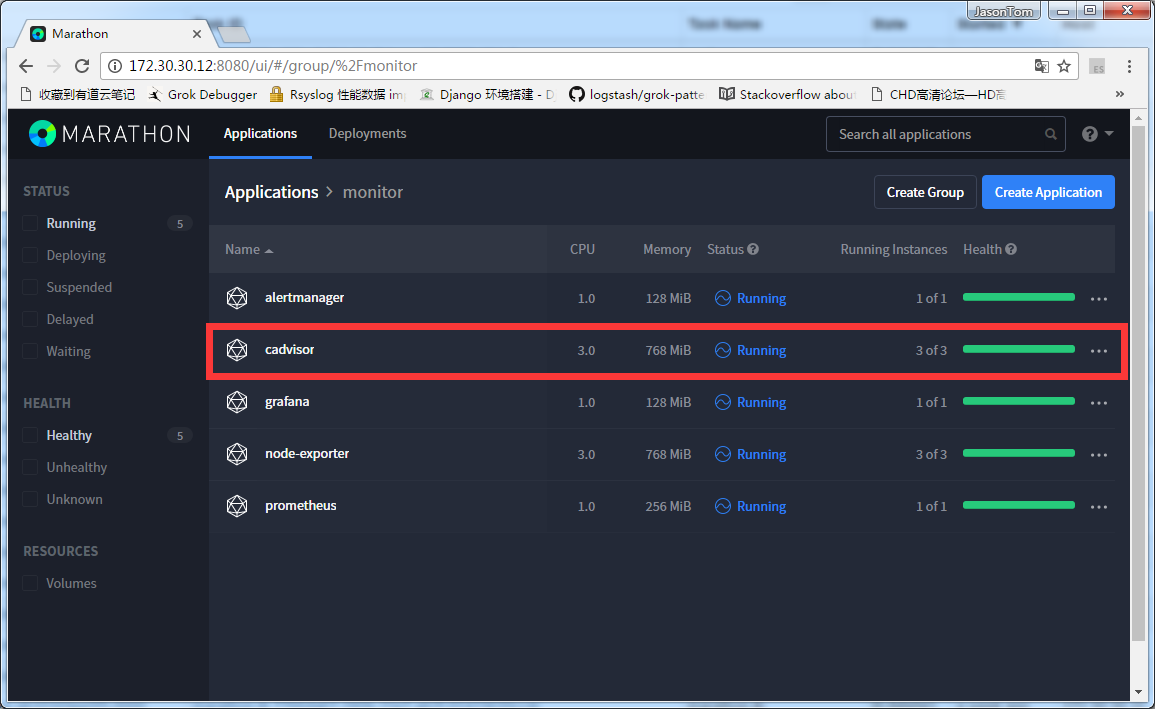 Task Name
State
JasonTom
Marathon
172.30.30.12:8080/ui/#/group/%2Fmonitor
收藏到有道云笔记
Grok Debugger
Rsyslog 性能数据 im
Django 环境搭建 - D
logstash/grok-patte
Stackoverflow about
CHD高清论坛—HD高
»
MARATHON
Applications
Deployments
Search all applications
Applications > monitor
Create Group
Create Application
STATUS
Running 5
Deploying
Suspended
Delayed
Waiting
HEALTH
Healthy 5
Unhealthy
Unknown
RESOURCES
Volumes
Name CPU Memory Status Running Instances Health
alertmanager 1.0 128 MiB Running 1 of 1
cadvisor 3.0 768 MiB Running 3 of 3
grafana 1.0 128 MiB Running 1 of 1
node-exporter 3.0 768 MiB Running 3 of 3
prometheus 1.0 256 MiB Running 1 of 1